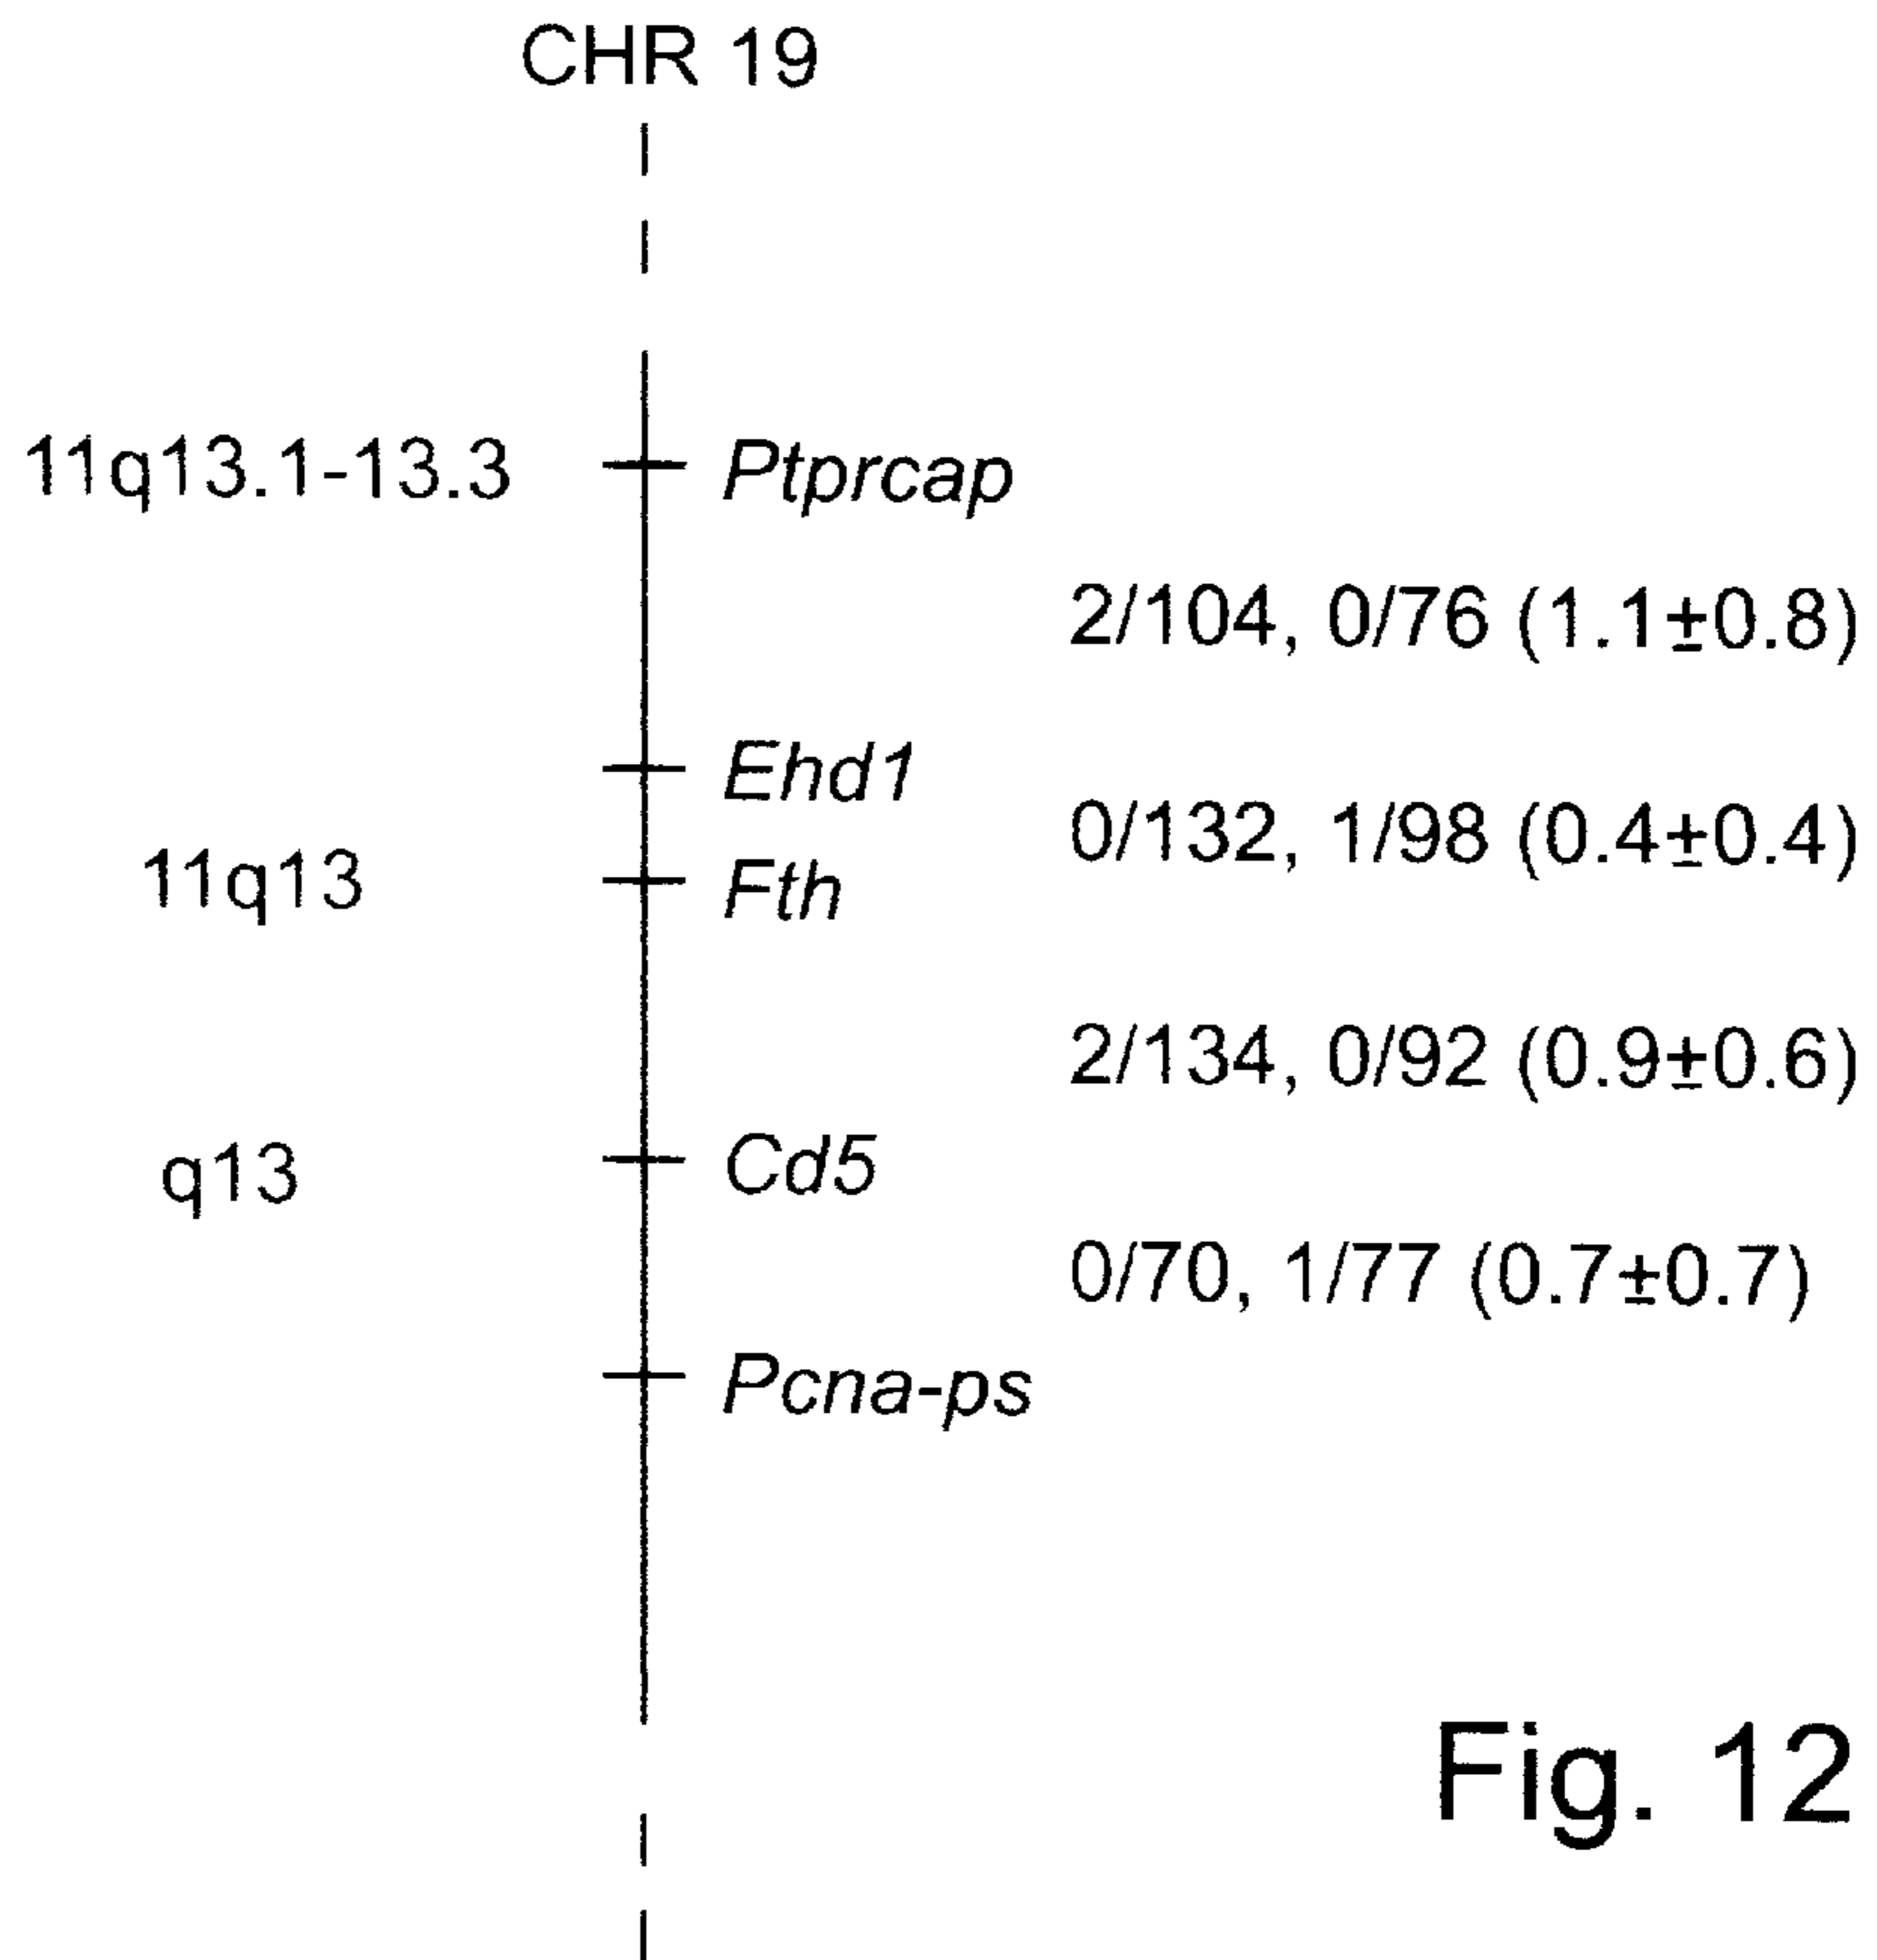 CHR 19
11q13.1-13.3 Ptprcap
2/104, 0/76 (1.1±0.8)
Ehd1
0/132, 1/98 (0.4±0.4)
11q13 Fth
2/134, 0/92 (0.9±0.6)
q13 Cd5
0/70, 1/77 (0.7±0.7)
Pcna-ps
Fig. 12